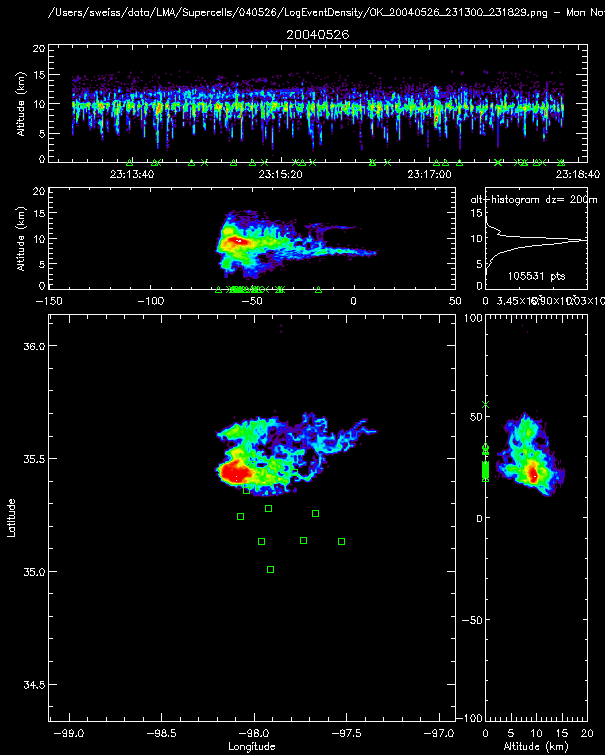 /Users/sweiss/data/LMA/Supercells/040526/LogEventDensity/OK_20040526_231300_231829.png – Mon No
20040526
Altitude (km)
20
15
10
5
0
23:13:40 23:15:20 23:17:00 23:18:40
Altitude (km)
20
15
10
5
0
−150 −100 −50 0 50
alt−histogram dz= 200m
20
15
10
5
0
105531 pts
0
Latitude
36.0
35.5
35.0
34.5
−99.0 −98.5 −98.0 −97.5 −97.0
Longitude
100
50
0
−50
−100
0 5 10 15 20
Altitude (km)